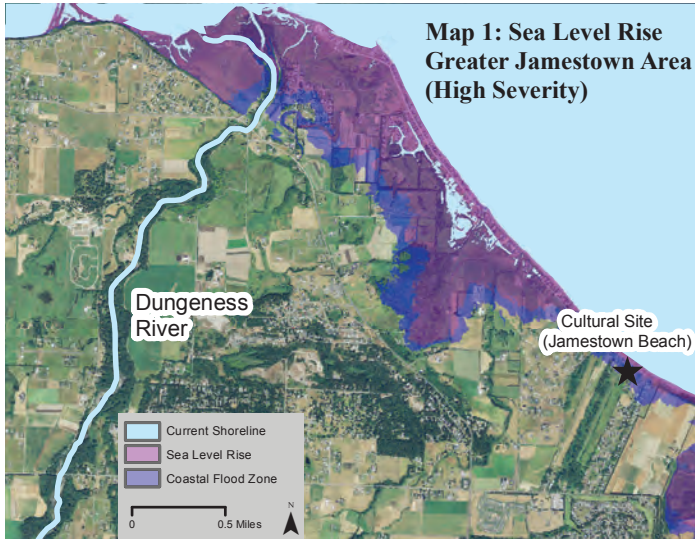 Map 1: Sea Level Rise
Greater Jamestown Area
(High Severity)
Dungeness
River
Cultural Site
(Jamestown Beach)
Current Shoreline
Sea Level Rise
Coastal Flood Zone
N
0 0.5 Miles